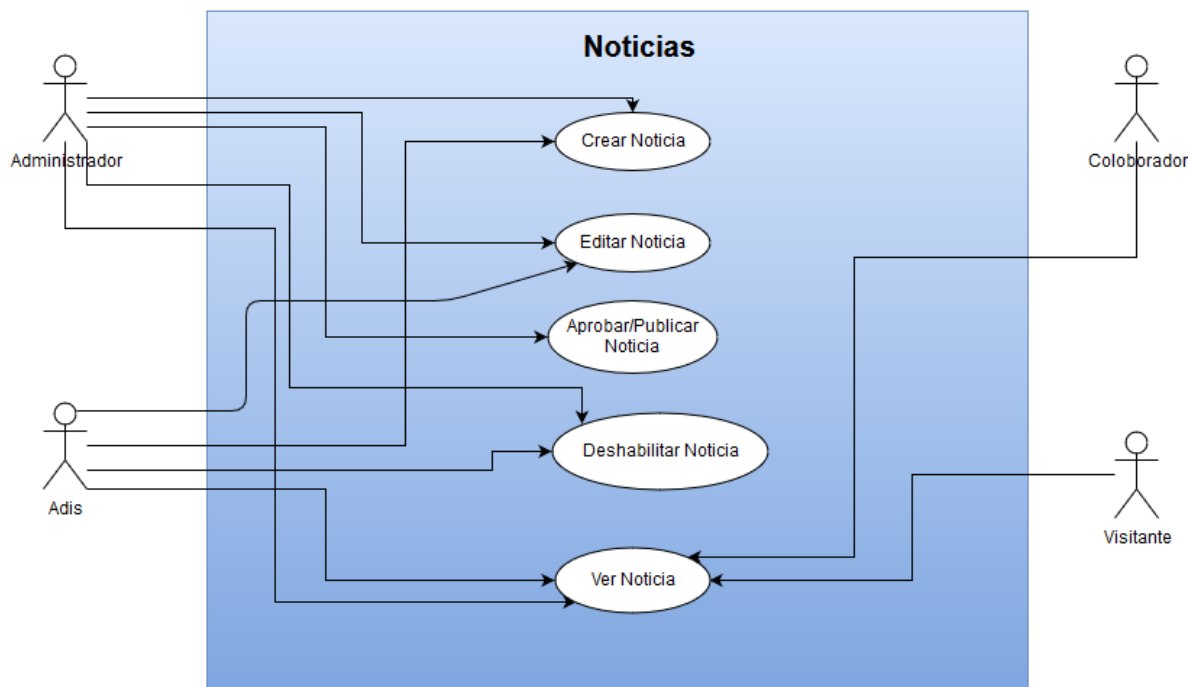 Noticias
Administrador
Crear Noticia
Coloborador
Editar Noticia
Aprobar/Publicar
Noticia
Deshabilitar Noticia
Adis
Visitante
Ver Noticia